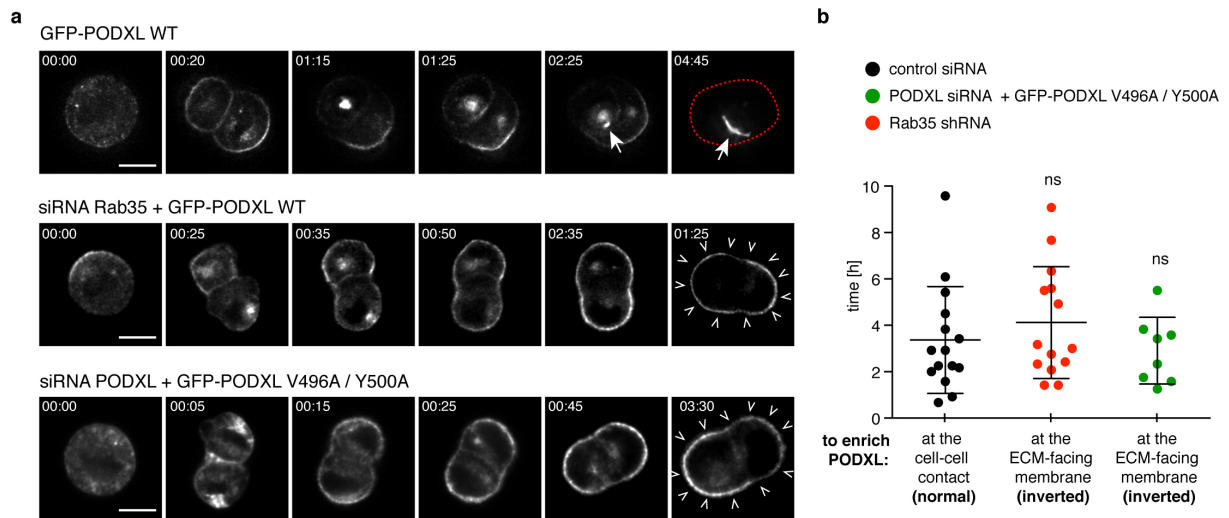 a
GFP-PODXL WT
00:00
00:20
01:15
01:25
02:25
04:45
siRNA Rab35 + GFP-PODXL WT
00:00
00:25
00:35
00:50
02:35
01:25
siRNA PODXL + GFP-PODXL V496A / Y500A
00:00
00:05
00:15
00:25
00:45
03:30
b
control siRNA
PODXL siRNA + GFP-PODXL V496A / Y500A
Rab35 shRNA
time [h]
10
8
6
4
2
0
ns
ns
to enrich
PODXL:
at the
cell-cell
contact
(normal)
at the
ECM-facing
membrane
(inverted)
at the
ECM-facing
membrane
(inverted)